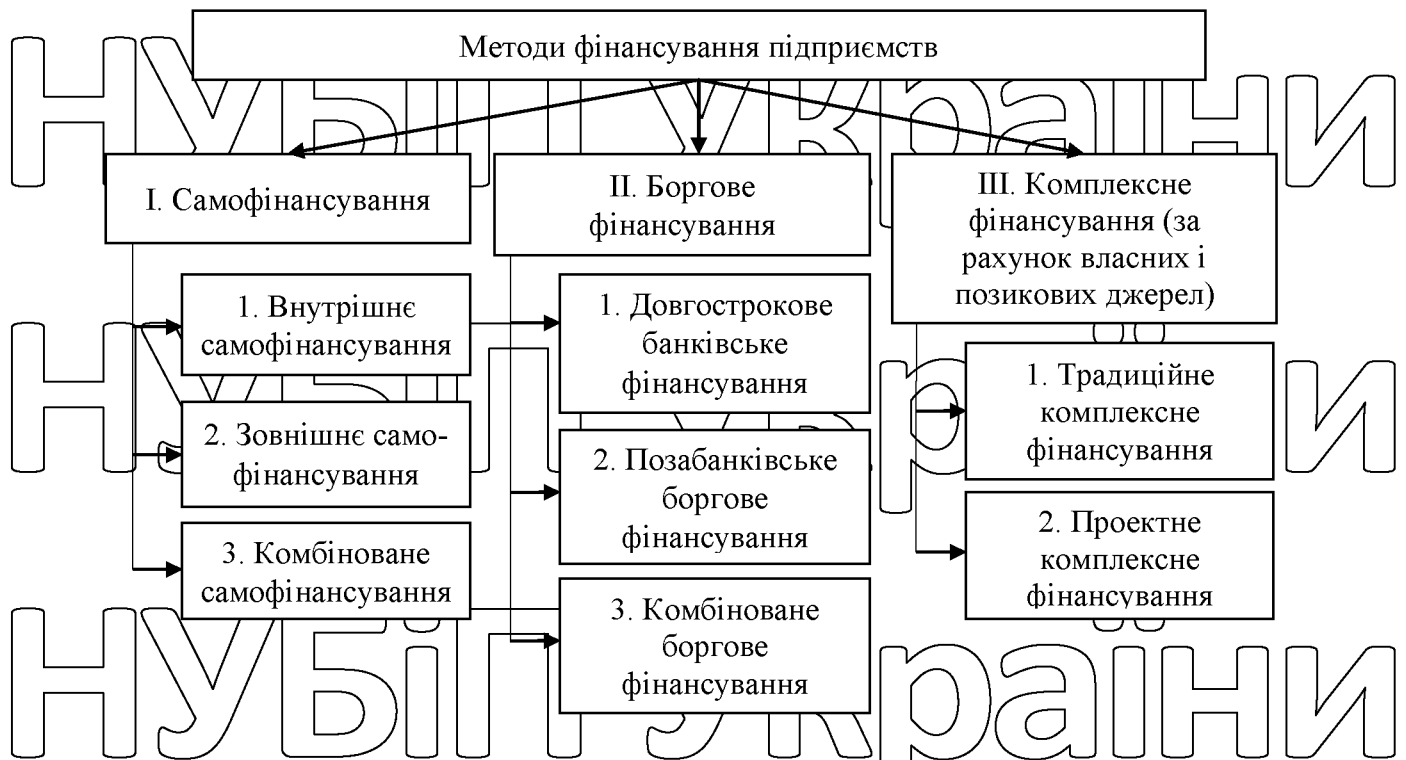 Методи фінансування підприємств
I. Самофінансування
1. Внутрішнє
самофінансування
2. Зовнішнє само-
фінансування
3. Комбіноване
самофінансування
II. Боргове
фінансування
1. Довгострокове
банківське
фінансування
2. Позабанківське
боргове
фінансування
3. Комбіноване
боргове
фінансування
III. Комплексне
фінансування (за
рахунок власних і
позикових джерел)
1. Традиційне
комплексне
фінансування
2. Проектне
комплексне
фінансування
НУБіП України
НУБіП України
НУБіП України